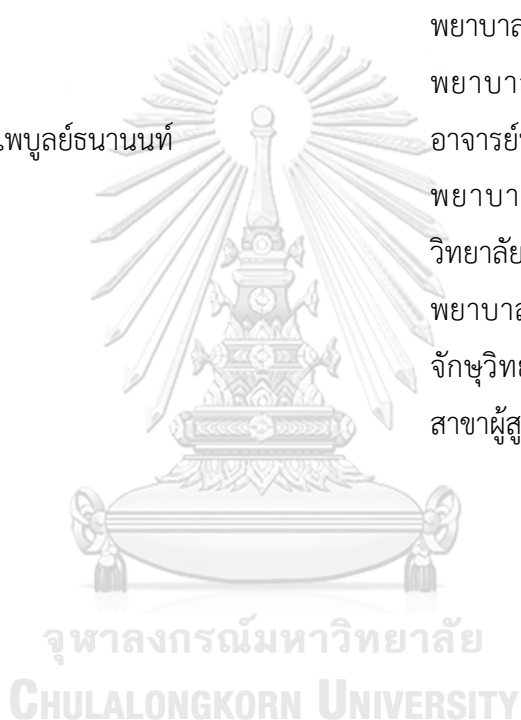 พยาบาล
พยาบา
พบูลย์ธนานนท์ อาจารย์
พยาบา
วิทยาลัย
พยาบาล
จักษุวิท
สาขาผู้สู
จุฬาลงกรณ์มหาวิทยาลัย
CHULALONGKORN UNIVERSITY